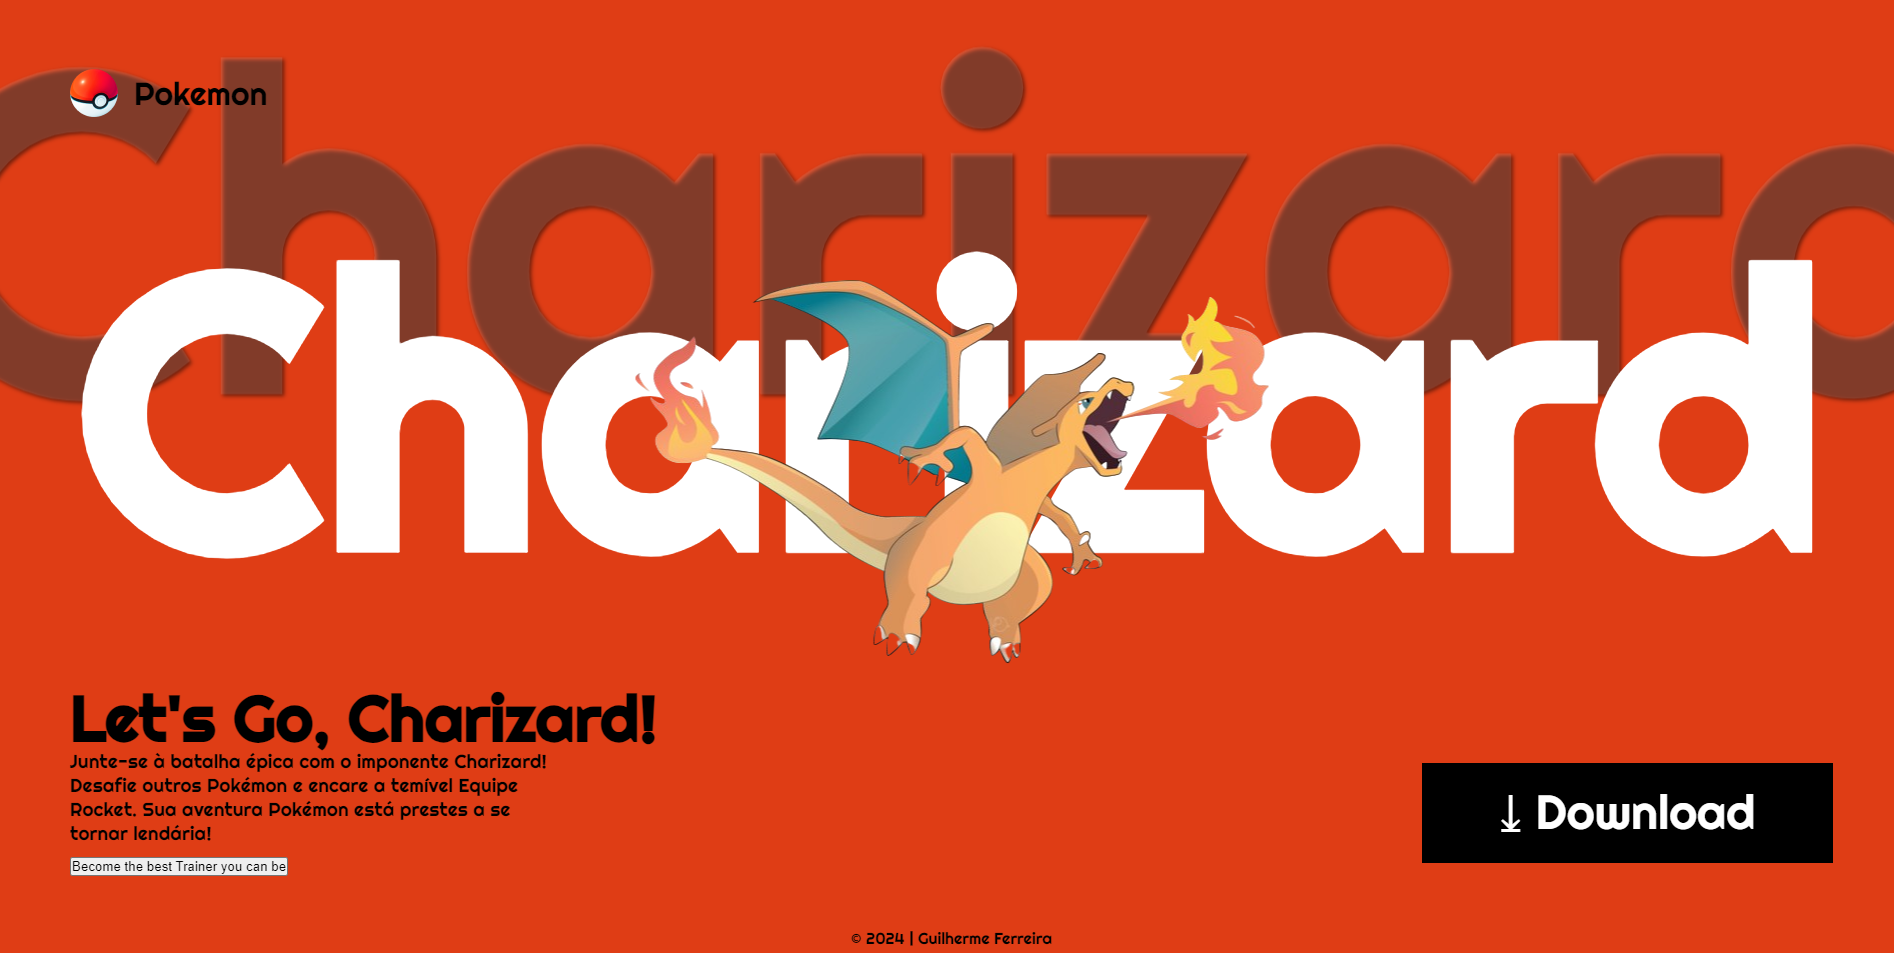 Pokemon
Charizard
Charizard
Let's Go, Charizard!
Junte-se à batalha épica com o imponente Charizard!
Desafie outros Pokémon e encare a temível Equipe
Rocket. Sua aventura Pokémon está prestes a se
tornar lendária!
Become the best Trainer you can be
Download
© 2024 | Guilherme Ferreira